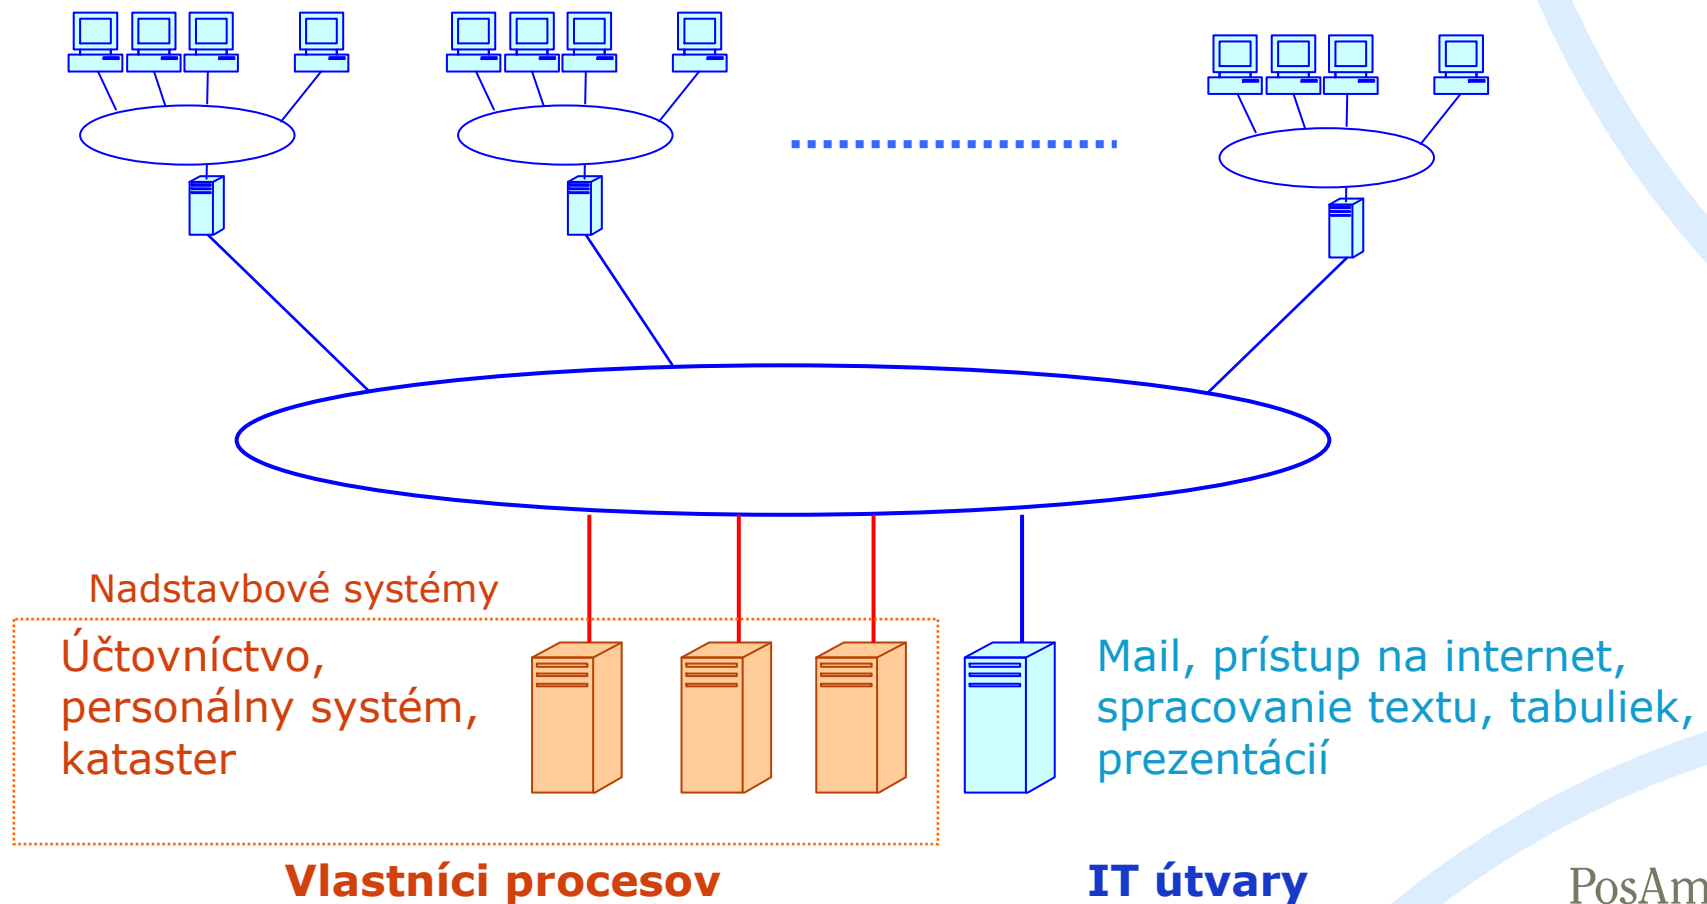 Nadstavbové systémy
Účtovníctvo,
personálny systém,
kataster
Mail, prístup na internet,
spracovanie textu, tabuliek,
prezentácií
Vlastníci procesov
IT útvary
PosAm